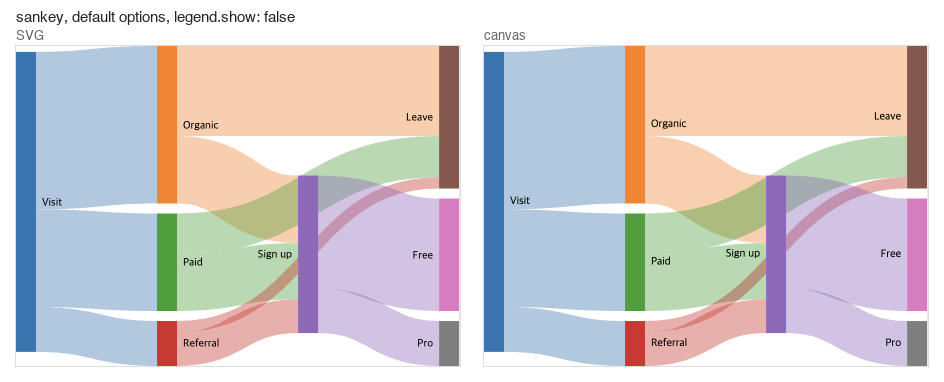 sankey, default options, legend.show: false
SVG
Organic
Leave
Visit
Sign up
Free
Paid
Referral
Pro
canvas
Organic
Leave
Visit
Sign up
Free
Paid
Referral
Pro